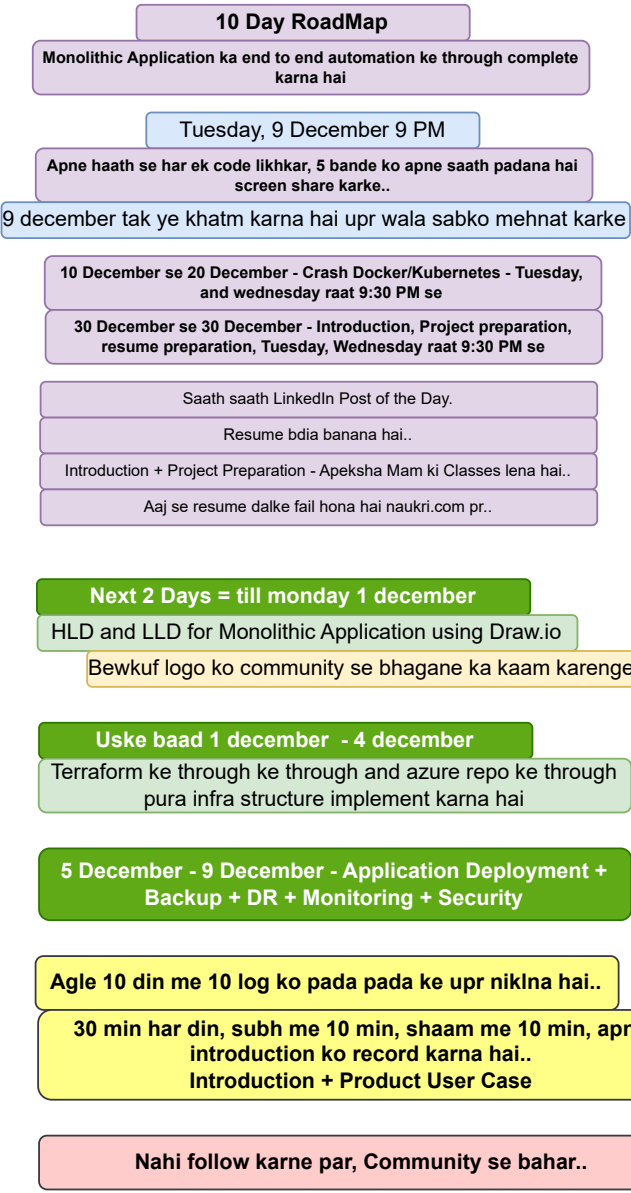 10 Day RoadMap
Monolithic Application ka end to end automation ke through complete
karna hai
Tuesday, 9 December 9 PM
Apne haath se har ek code likhkar, 5 bande ko apne saath padana hai
screen share karke..
9 december tak ye khatm karna hai upr wala sabko mehnat karke
10 December se 20 December - Crash Docker/Kubernetes - Tuesday,
and wednesday raat 9:30 PM se
30 December se 30 December - Introduction, Project preparation,
resume preparation, Tuesday, Wednesday raat 9:30 PM se
Saath saath LinkedIn Post of the Day.
Resume bdia banana hai..
Introduction + Project Preparation - Apeksha Mam ki Classes lena hai..
Aaj se resume dalke fail hona hai naukri.com pr..
Next 2 Days = till monday 1 december
HLD and LLD for Monolithic Application using Draw.io
Bewkuf logo ko community se bhagane ka kaam karenge
Uske baad 1 december - 4 december
Terraform ke through ke through and azure repo ke through
pura infra structure implement karna hai
5 December - 9 December - Application Deployment +
Backup + DR + Monitoring + Security
Agle 10 din me 10 log ko pada pada ke upr niklna hai..
30 min har din, subh me 10 min, shaam me 10 min,
introduction ko record karna hai..
Introduction + Product User Case
Nahi follow karne par, Community se bahar..